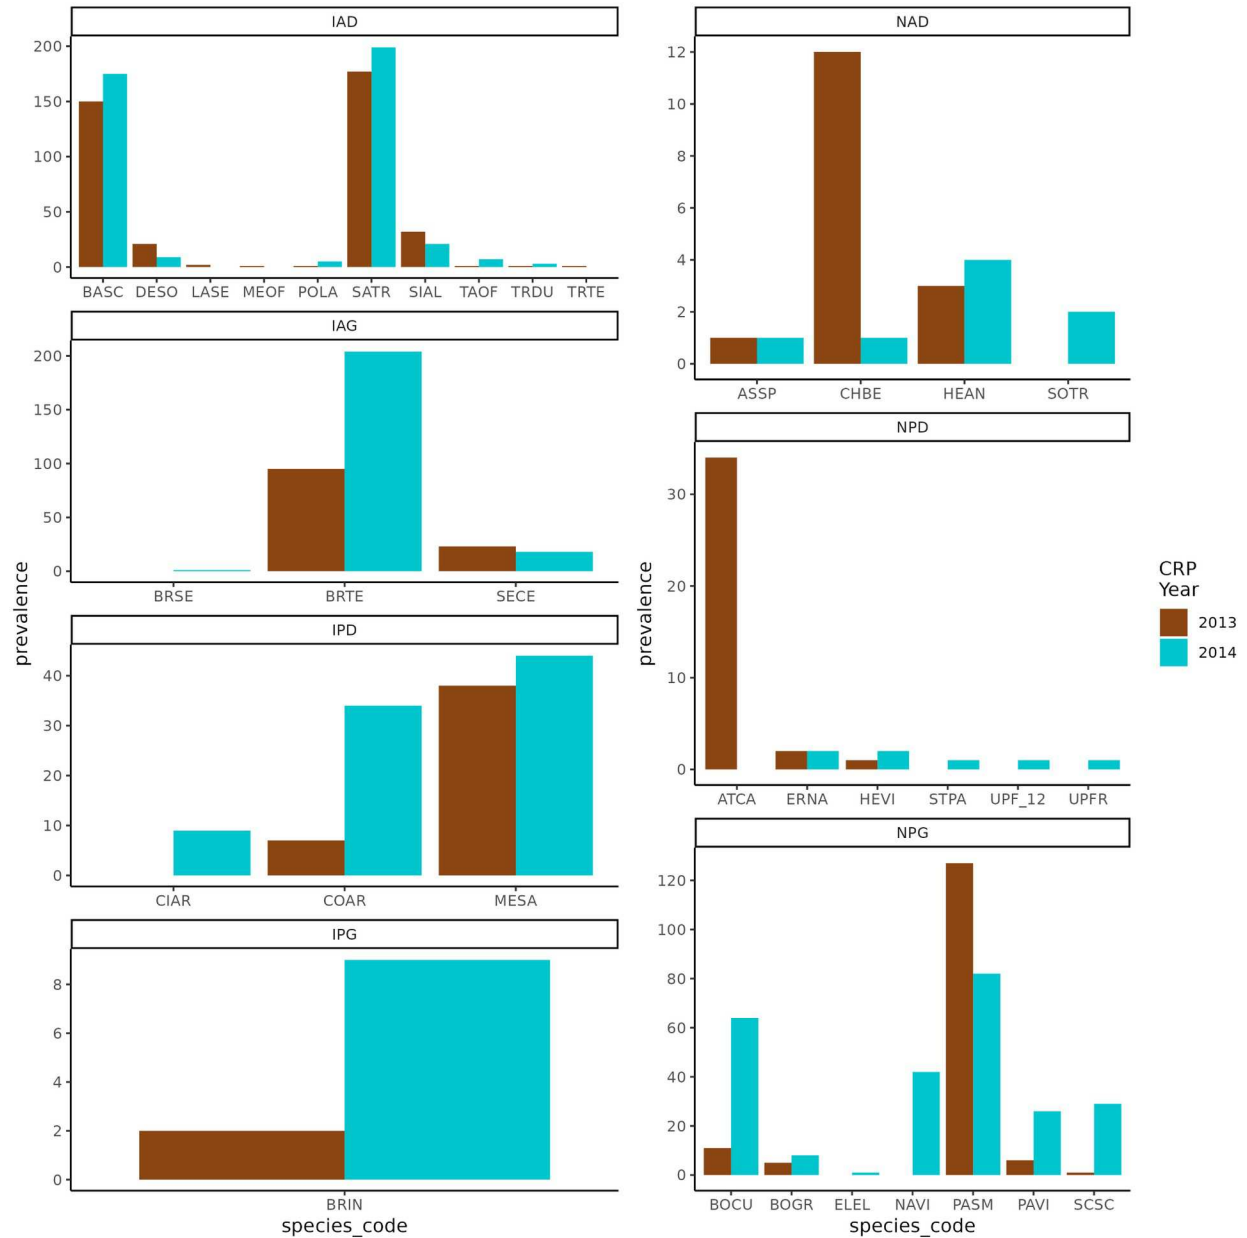 IAD
200
150
100
50
0
BASC DESO LASE MEOF POLA SATR SIAL TAOF TRDU TRTE
IAG
200
150
100
50
0
BRSE BRTE SECE
IPD
40
30
20
10
0
CIAR COAR MESA
IPG
8
6
4
2
0
BRIN
species_code
prevalence
NAD
12
10
8
6
4
2
0
ASSP CHBE HEAN SOTR
NPD
30
20
10
0
ATCA ERNA HEVI STPA UPF_12 UPFR
NPG
120
100
80
60
40
20
0
BOCU BOGR ELEL NAVI PASM PAVI SCSC
species_code
prevalence
CRP
Year
2013
2014